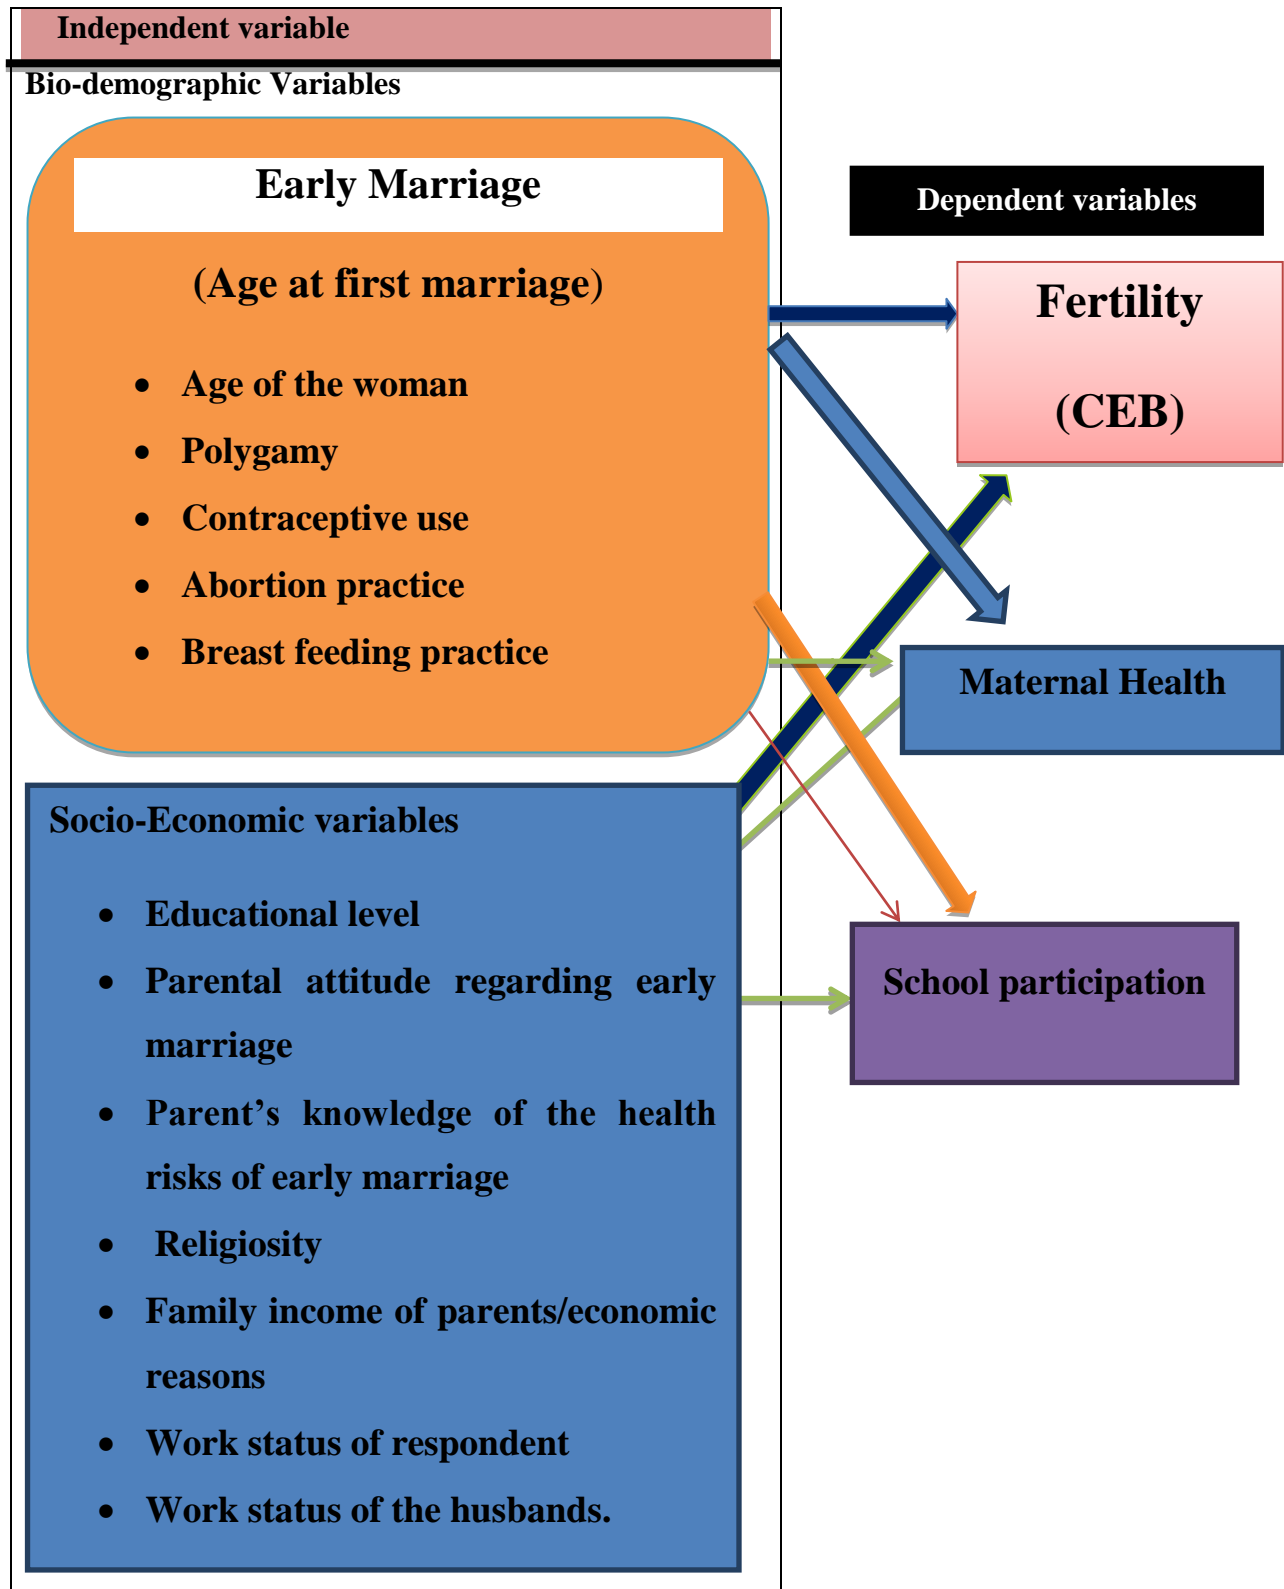 Independent variable
Bio-demographic Variables
Early Marriage
(Age at first marriage)
• Age of the woman
• Polygamy
• Contraceptive use
• Abortion practice
• Breast feeding practice
Socio-Economic variables
• Educational level
• Parental attitude regarding early
marriage
• Parent’s knowledge of the health
risks of early marriage
• Religiosity
• Family income of parents/economic
reasons
• Work status of respondent
• Work status of the husbands.
Dependent variables
Fertility
(CEB)
Maternal Health
School participation